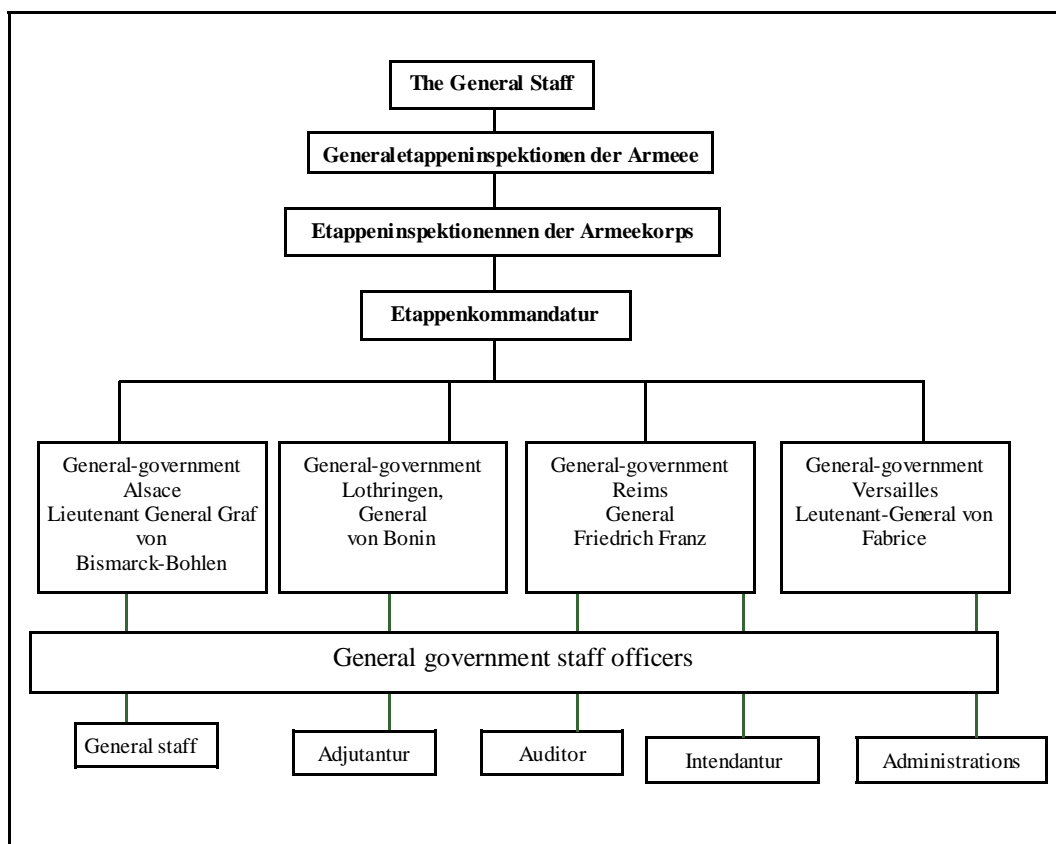 The General Staff
Generaletappeninspektionen der Armeee
Etappeninspektionennen der Armeekorps
Etappenkommandatur
General-government
Alsace
Lieutenant General Graf
von
Bismarck-Bohlen
General-government
Lothringen,
General
von Bonin
General-government
Reims
General
Friedrich Franz
General-government
Versailles
Leutenant-General von
Fabrice
General government staff officers
General staff
Adjutantur
Auditor
Intendantur
Administrations